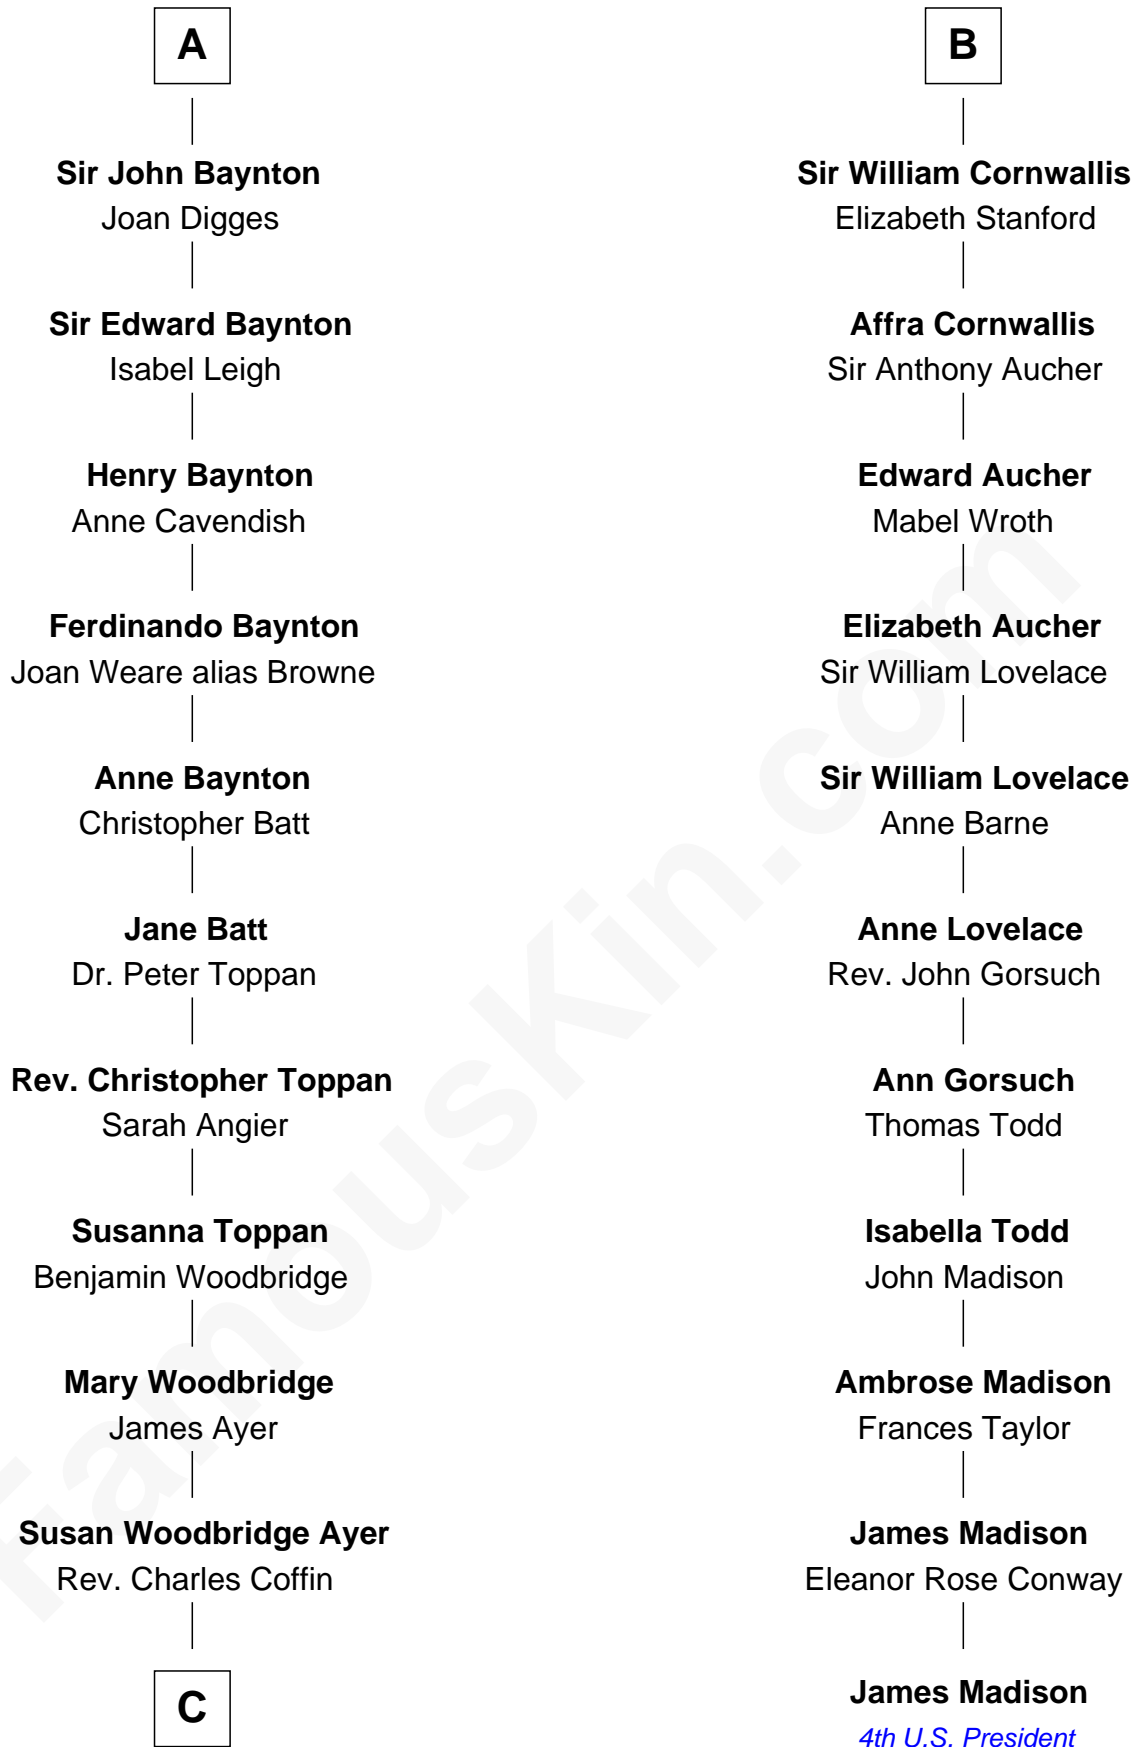 A
Sir John Baynton
Joan Digges
Sir Edward Baynton
Isabel Leigh
Henry Baynton
Anne Cavendish
Ferdinando Baynton
Joan Weare alias Browne
Anne Baynton
Christopher Batt
Jane Batt
Dr. Peter Toppan
Rev. Christopher Toppan
Sarah Angier
Susanna Toppan
Benjamin Woodbridge
Mary Woodbridge
James Ayer
Susan Woodbridge Ayer
Rev. Charles Coffin
C
B
Sir William Cornwallis
Elizabeth Stanford
Affra Cornwallis
Sir Anthony Aucher
Edward Aucher
Mabel Wroth
Elizabeth Aucher
Sir William Lovelace
Sir William Lovelace
Anne Barne
Anne Lovelace
Rev. John Gorsuch
Ann Gorsuch
Thomas Todd
Isabella Todd
John Madison
Ambrose Madison
Frances Taylor
James Madison
Eleanor Rose Conway
James Madison
4th U.S. President
FamousKin.com